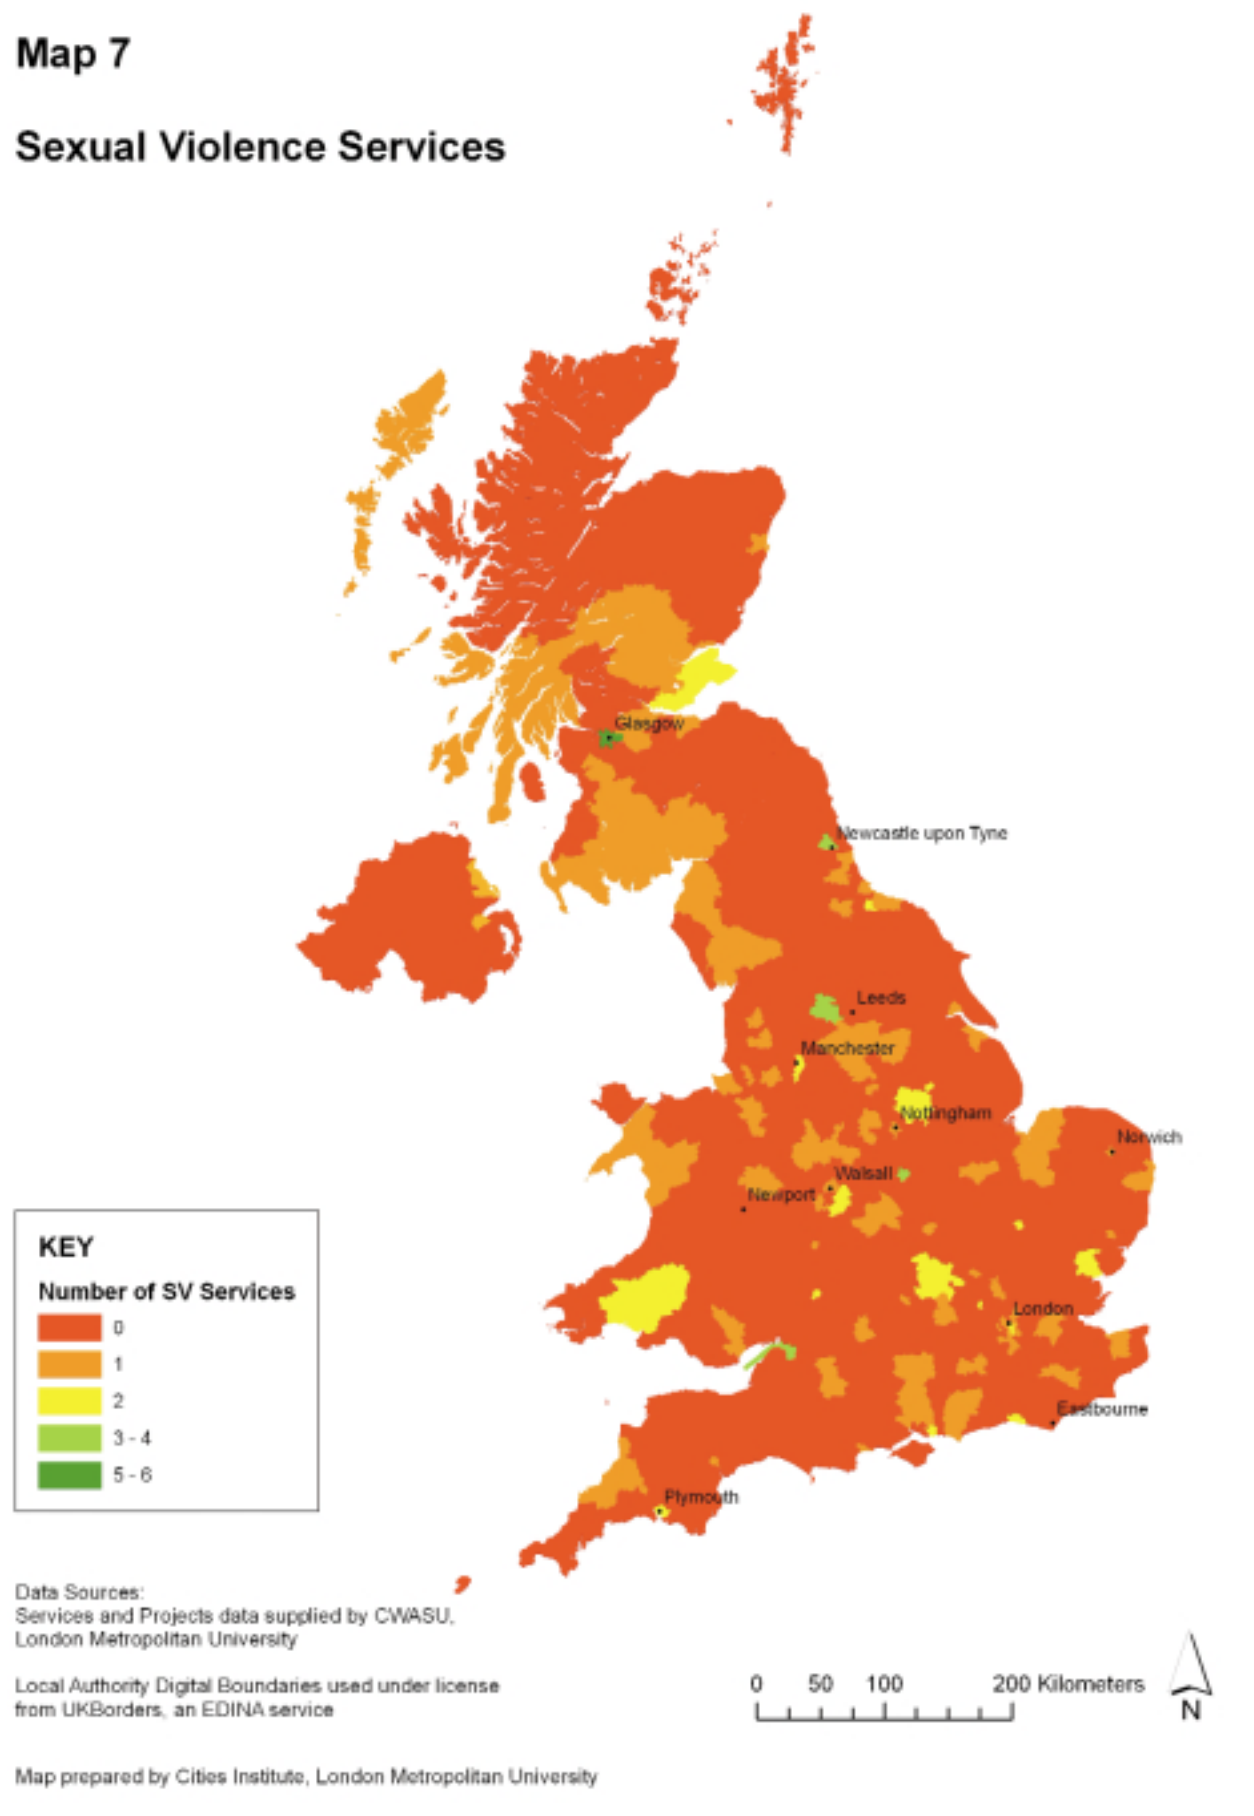 Map 7
Sexual Violence Services
Glasgow
Newcastle upon Tyne
Leeds
Manchester
Nottingham
Norwich
Walsall
Newport
London
Eastbourne
Plymouth
KEY
Number of SV Services
0
1
2
3 - 4
5 - 6
Data Sources:
Services and Projects data supplied by CWASU,
London Metropolitan University
Local Authority Digital Boundaries used under license
from UKBorders, an EDINA service
0 50 100 200 Kilometers
N
Map prepared by Cities Institute, London Metropolitan University